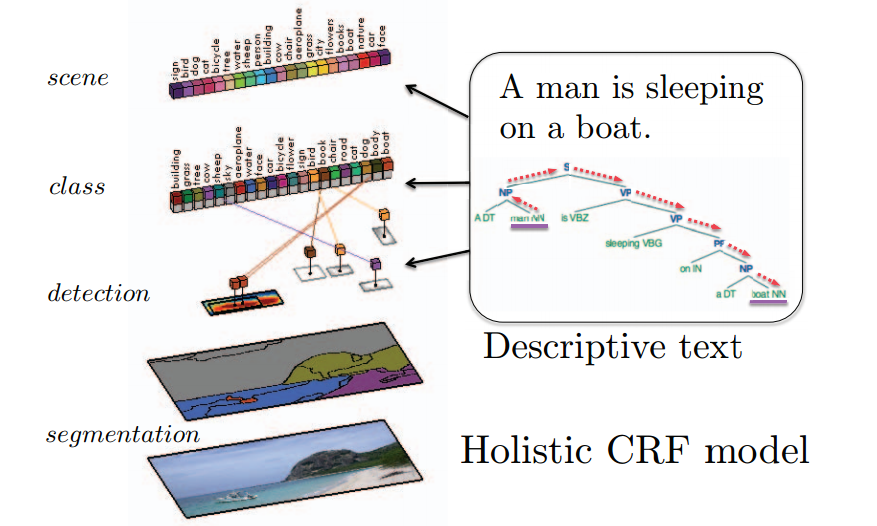 scene
sign
bird
dog
cat
bicycle
tree
water
sheep
person
building
cow
chair
aeroplane
grass
city
flowers
books
boat
nature
car
face
class
building
grass
tree
cow
sheep
sky
aeroplane
water
face
car
bicycle
flower
sign
bird
book
chair
road
cat
dog
body
boat
detection
segmentation
A man is sleeping
on a boat.
S
NP VP
A DT man NN is VBZ VP
sleeping VBG
on IN NP
a DT boat NN
Descriptive text
Holistic CRF model